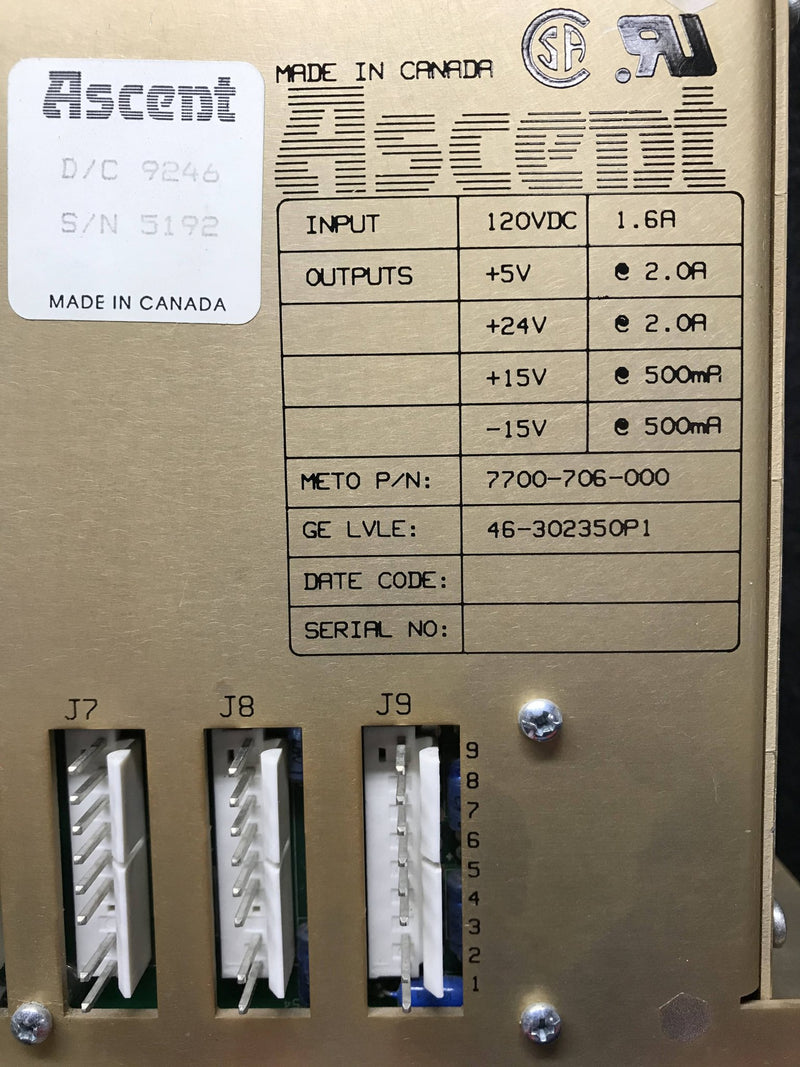 Ascent
D/C 9246
S/N 5192
MADE IN CANADA
MADE IN CANADA
CSA
UR
Ascent
INPUT 120VDC 1.6A
OUTPUTS +5V @ 2.0A
+24V @ 2.0A
+15V @ 500mA
-15V @ 500mA
METO P/N: 7700-706-000
GE LVLE: 46-302350P1
DATE CODE:
SERIAL NO:
J7 J8 J9
9
8
7
6
5
4
3
2
1